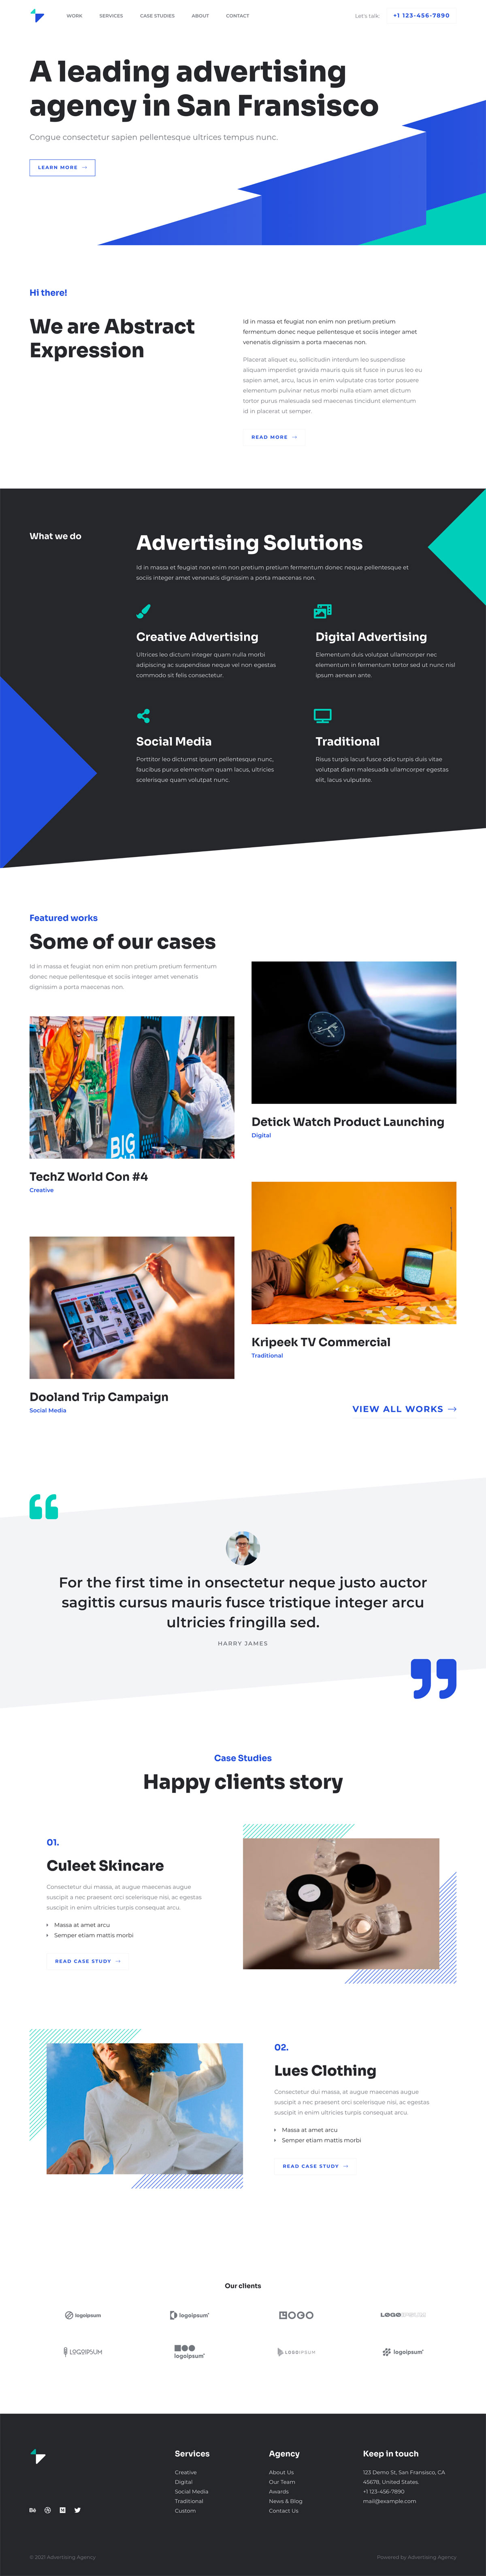 WORK SERVICES CASE STUDIES ABOUT CONTACT Let's talk: +1 123-456-7890
A leading advertising
agency in San Fransisco
Congue consectetur sapien pellentesque ultrices tempus nunc.
LEARN MORE
Hi there!
We are Abstract
Expression
Id in massa et feugiat non enim non pretium pretium
fermentum donec neque pellentesque et sociis integer amet
venenatis dignissim a porta maecenas non.
Placerat aliquet eu, sollicitudin interdum leo suspendisse
aliquam imperdiet gravida mauris quis sit fusce in purus leo eu
sapien amet, arcu, lacus in enim vulputate cras tortor posuere
elementum pulvinar netus morbi nulla etiam amet dictum
tortor purus malesuada sed maecenas tincidunt elementum
id in placerat ut semper.
READ MORE
What we do
Advertising Solutions
Id in massa et feugiat non enim non pretium pretium fermentum donec neque pellentesque et
sociis integer amet venenatis dignissim a porta maecenas non.
Creative Advertising
Ultrices leo dictum integer quam nulla morbi
adipiscing ac suspendisse neque vel non egestas
commodo sit felis consectetur.
Digital Advertising
Elementum duis volutpat ullamcorper nec
elementum in fermentum tortor sed ut nunc nisl
ipsum aenean ante.
Social Media
Porttitor leo dictumst ipsum pellentesque nunc,
faucibus purus elementum quam lacus, ultricies
scelerisque quam volutpat nunc.
Traditional
Risus turpis lacus fusce odio turpis duis vitae
volutpat diam malesuada ullamcorper egestas
elit, lacus vulputate.
Featured works
Some of our cases
Id in massa et feugiat non enim non pretium pretium fermentum
donec neque pellentesque et sociis integer amet venenatis
dignissim a porta maecenas non.
BIG
TechZ World Con #4
Creative
Detick Watch Product Launching
Digital
Dooland Trip Campaign
Social Media
Kripeek TV Commercial
Traditional
VIEW ALL WORKS
For the first time in onsectetur neque justo auctor
sagittis cursus mauris fusce tristique integer arcu
ultricies fringilla sed.
HARRY JAMES
Case Studies
Happy clients story
01.
Culeet Skincare
Consectetur dui massa, at augue maecenas augue
suscipit a nec praesent orci scelerisque nisi, ac egestas
suscipit in enim ultricies turpis consequat arcu.
Massa at amet arcu
Semper etiam mattis morbi
READ CASE STUDY
02.
Lues Clothing
Consectetur dui massa, at augue maecenas augue
suscipit a nec praesent orci scelerisque nisi, ac egestas
suscipit in enim ultricies turpis consequat arcu.
Massa at amet arcu
Semper etiam mattis morbi
READ CASE STUDY
Our clients
logoipsum logoipsum LOGO LOGOIPSUM
LOGOIPSUM logoipsum LOGOIPSUM logoipsum
Services
Creative
Digital
Social Media
Traditional
Custom
Agency
About Us
Our Team
Awards
News & Blog
Contact Us
Keep in touch
123 Demo St, San Fransisco, CA
45678, United States.
+1 123-456-7890
mail@example.com
© 2021 Advertising Agency
Powered by Advertising Agency